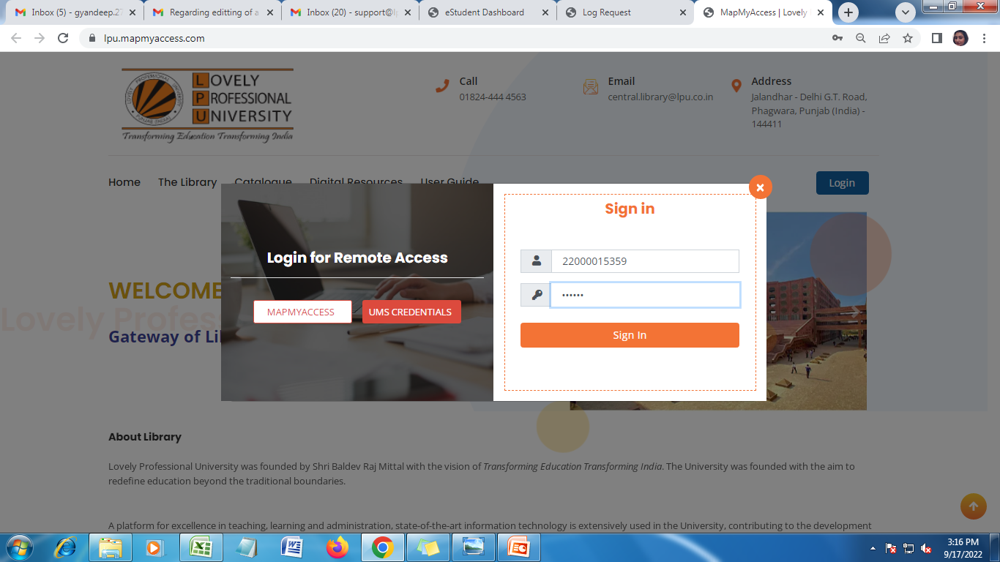 Inbox (5) - gyandeep.27
Regarding editting of a
Inbox (20) - support@lp
eStudent Dashboard
Log Request
MapMyAccess | Lovely
lpu.mapmyaccess.com
LOVELY
PROFESSIONAL
UNIVERSITY
Transforming Education Transforming India
Call
01824-444 4563
Email
central.library@lpu.co.in
Address
Jalandhar - Delhi G.T. Road,
Phagwara, Punjab (India) -
144411
Home The Library Catalogue Digital Resources User Guide
Login
Sign in
Login for Remote Access
22000015359
••••••
MAPMYACCESS
UMS CREDENTIALS
Sign In
WELCOME
Lovely Profess
Gateway of Li
About Library
Lovely Professional University was founded by Shri Baldev Raj Mittal with the vision of Transforming Education Transforming India. The University was founded with the aim to
redefine education beyond the traditional boundaries.
A platform for excellence in teaching, learning and administration, state-of-the-art information technology is extensively used in the University, contributing to the development
3:16 PM
9/17/2022